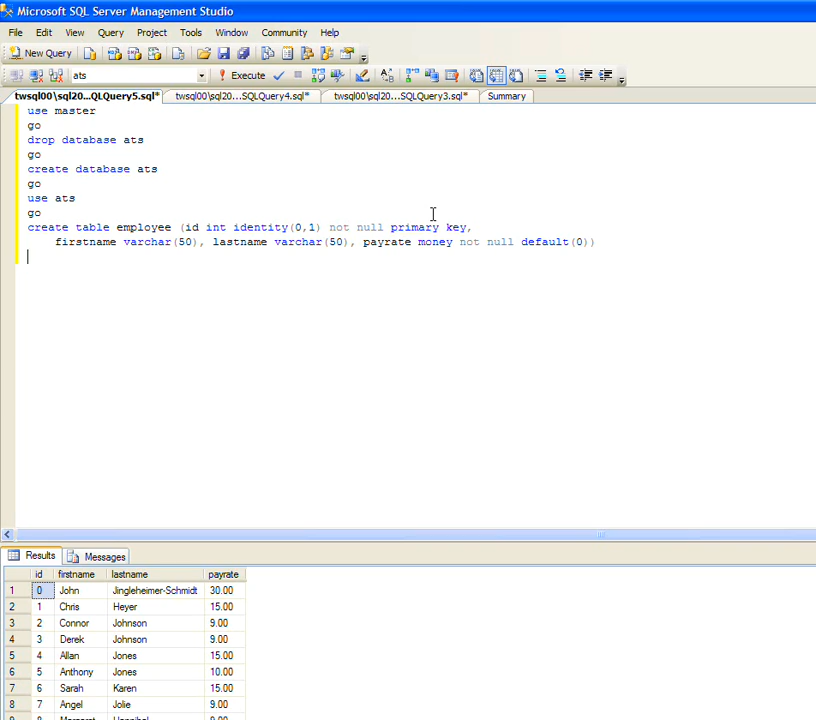 Microsoft SQL Server Management Studio
File Edit View Query Project Tools Window Community Help
New Query
ats Execute
twsql00\sql20...QLQuery5.sql* twsql00\sql20...SQLQuery4.sql* twsql00\sql20...SQLQuery3.sql* Summary
use master
go
drop database ats
go
create database ats
go
use ats
go
create table employee (id int identity(0,1) not null primary key,
firstname varchar(50), lastname varchar(50), payrate money not null default(0))
Results Messages
id firstname lastname payrate
1 0 John Jingleheimer-Schmidt 30.00
2 1 Chris Heyer 15.00
3 2 Connor Johnson 9.00
4 3 Derek Johnson 9.00
5 4 Allan Jones 15.00
6 5 Anthony Jones 10.00
7 6 Sarah Karen 15.00
8 7 Angel Jolie 9.00